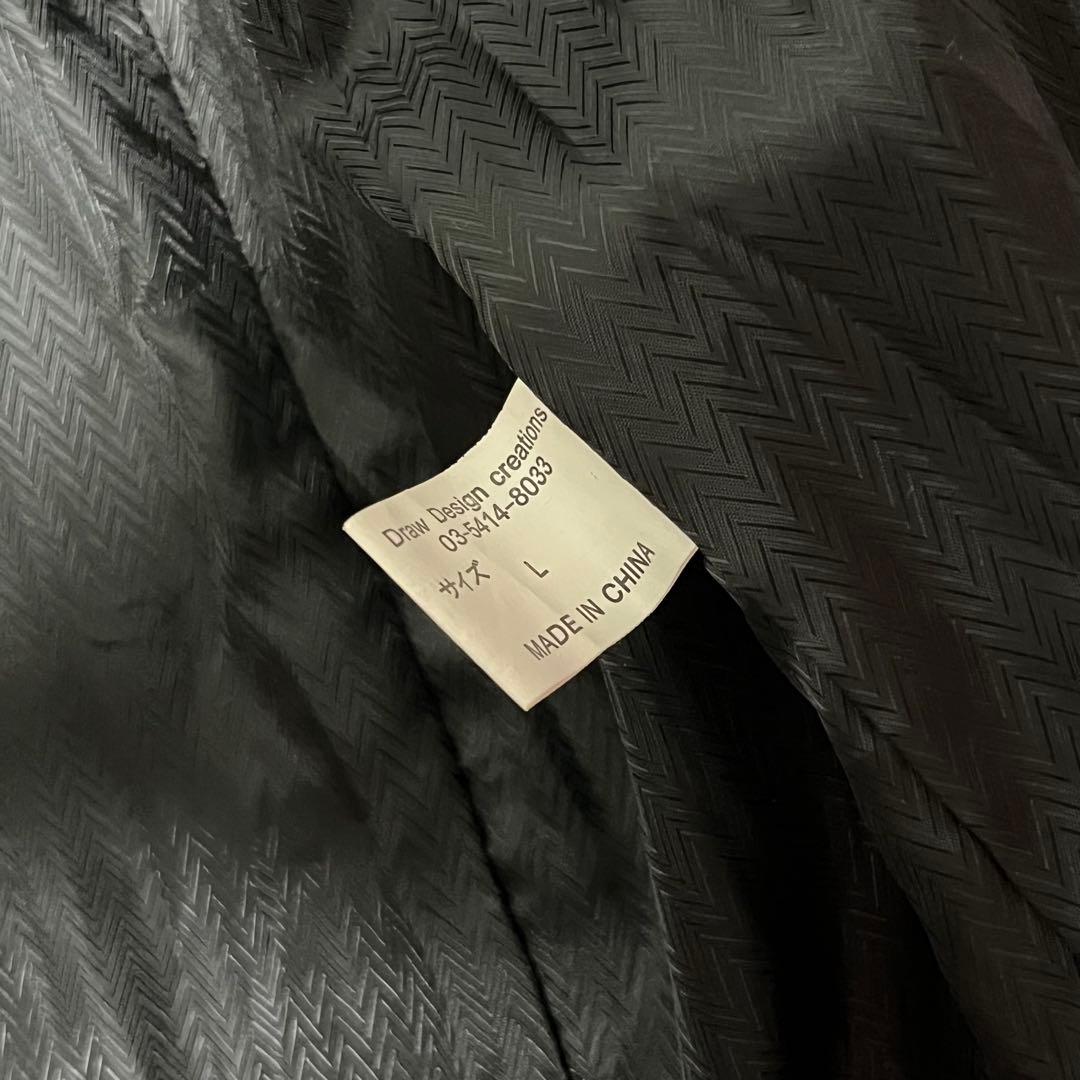 Draw Design creations
03-5414-8033
サイズ L
MADE IN CHINA